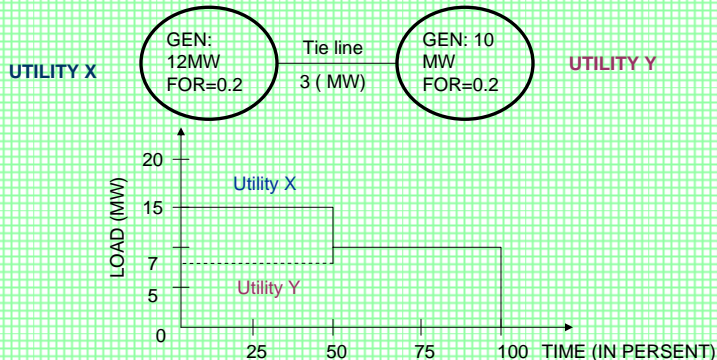 GEN:
12MW
FOR=0.2
Tie line
3 ( MW)
GEN: 10
MW
FOR=0.2
UTILITY X
UTILITY Y
LOAD (MW)
20
15
7
5
0
Utility X
Utility Y
25 50 75 100 TIME (IN PERSENT)